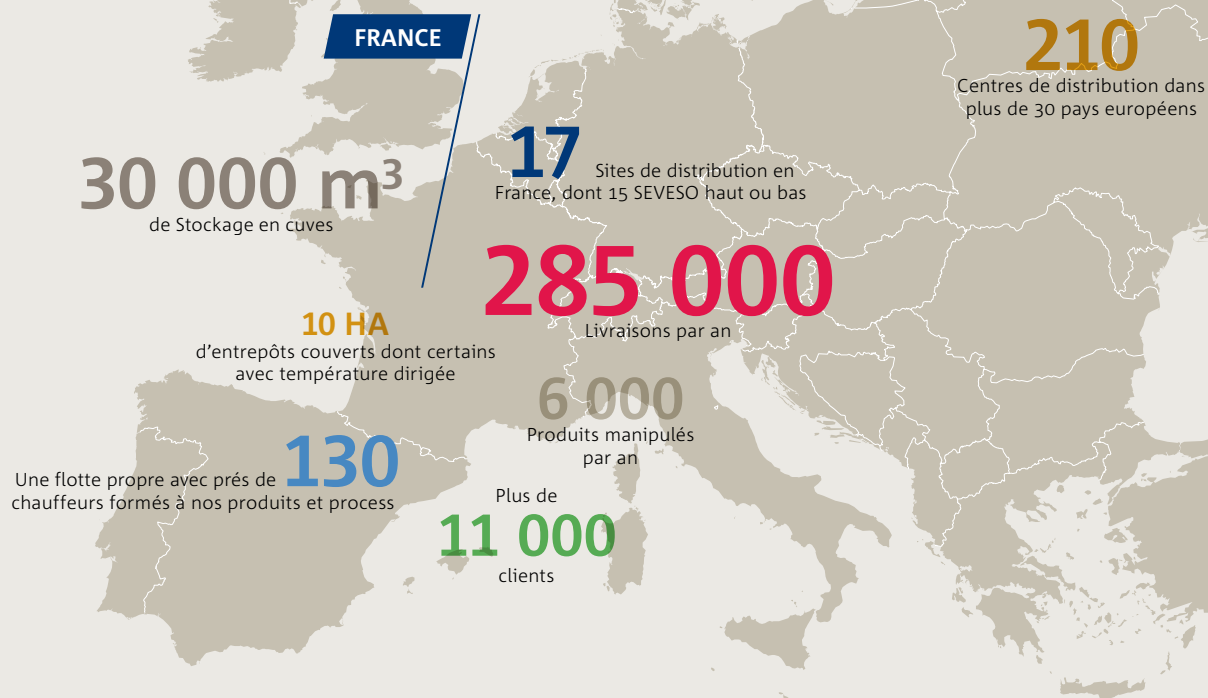 FRANCE
210
Centres de distribution dans
plus de 30 pays européens
17 Sites de distribution en
France, dont 15 SEVESO haut ou bas
30 000 m³
de Stockage en cuves
285 000
Livraisons par an
10 HA
d’entrepôts couverts dont certains
avec température dirigée
6 000
Produits manipulés
par an
Une flotte propre avec prés de 130
chauffeurs formés à nos produits et process
Plus de
11 000
clients